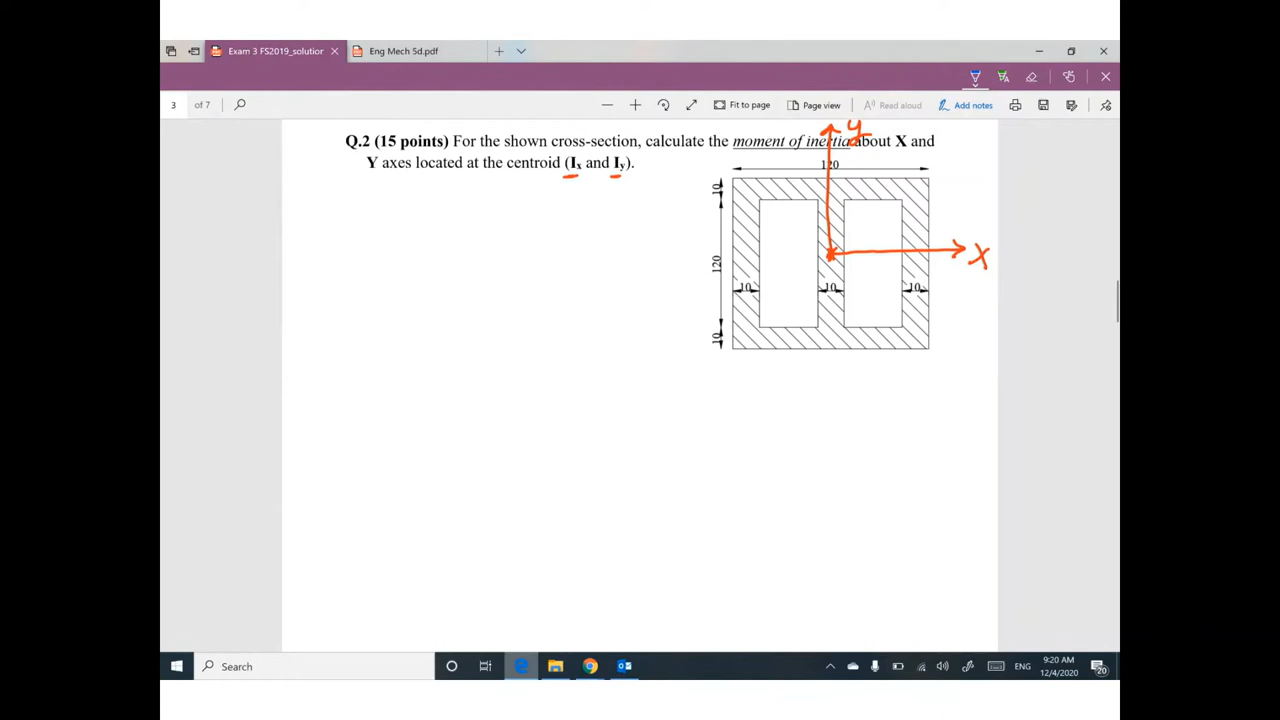 Exam 3 FS2019_solutior
Eng Mech 5d.pdf
3 of 7
Fit to page
Page view
Read aloud
Add notes
Q.2 (15 points) For the shown cross-section, calculate the moment of inertia about X and
Y axes located at the centroid (Ix and Iy).
y
120
10
120
X
10
10
10
10
Search
ENG
9:20 AM
12/4/2020
20